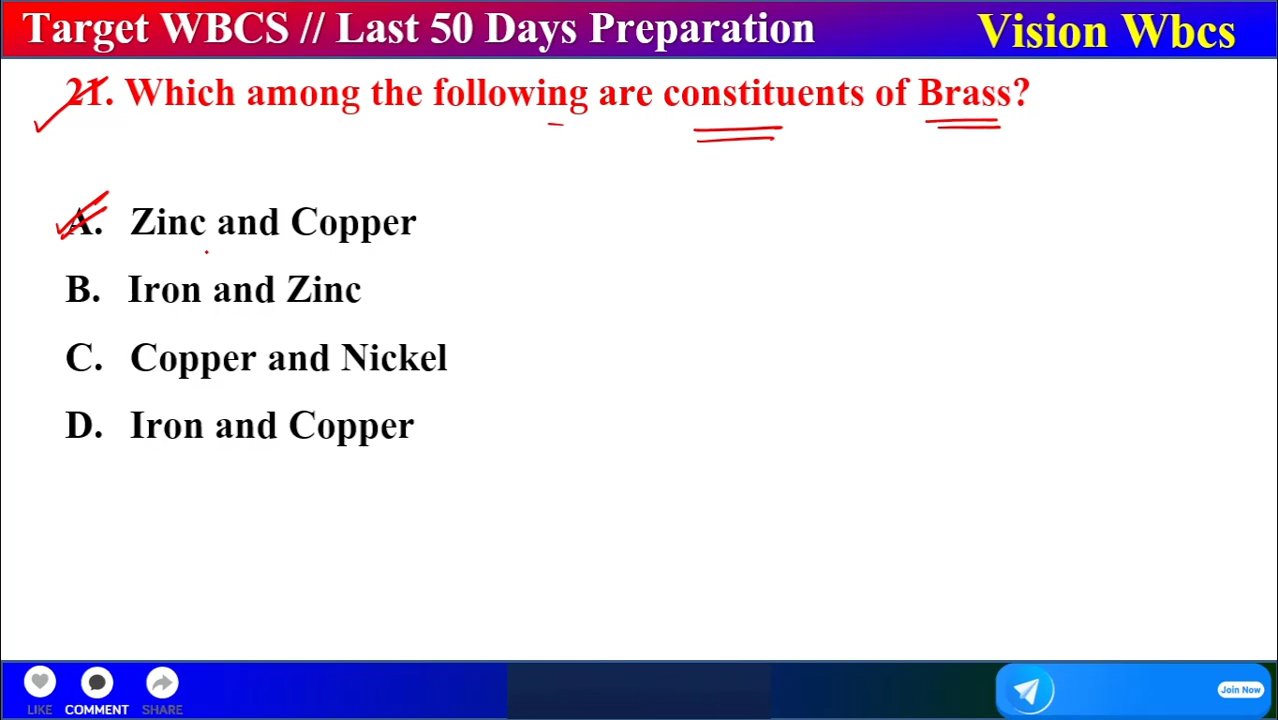 Target WBCS // Last 50 Days Preparation
Vision Wbcs
21. Which among the following are constituents of Brass?
A. Zinc and Copper
B. Iron and Zinc
C. Copper and Nickel
D. Iron and Copper
LIKE COMMENT SHARE
Join Now